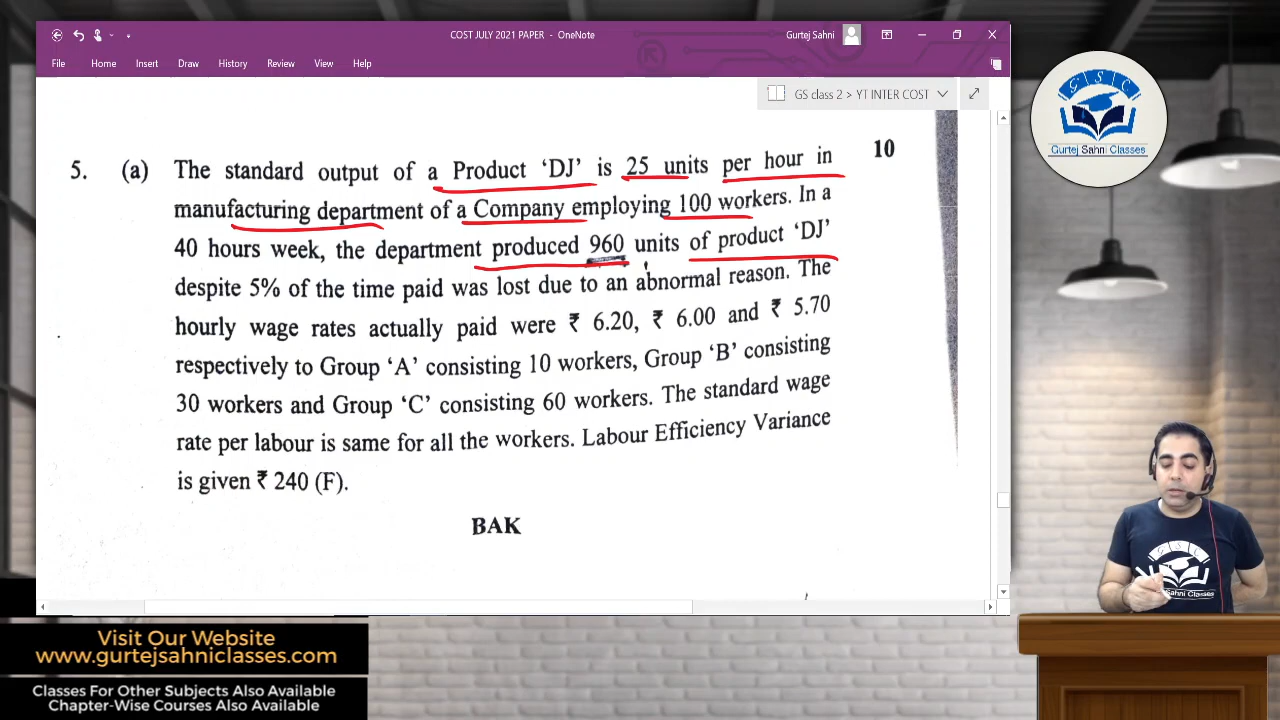 COST JULY 2021 PAPER - OneNote
Gurtej Sahni
File Home Insert Draw History Review View Help
GS class 2 > YT INTER COST
5. (a) The standard output of a Product ‘DJ’ is 25 units per hour in 10
manufacturing department of a Company employing 100 workers. In a
40 hours week, the department produced 960 units of product ‘DJ’
despite 5% of the time paid was lost due to an abnormal reason. The
hourly wage rates actually paid were ₹ 6.20, ₹ 6.00 and ₹ 5.70
respectively to Group ‘A’ consisting 10 workers, Group ‘B’ consisting
30 workers and Group ‘C’ consisting 60 workers. The standard wage
rate per labour is same for all the workers. Labour Efficiency Variance
is given ₹ 240 (F).
BAK
GSC
Gurtej Sahni Classes
GSC
Sahni Classes
Visit Our Website
www.gurtejsahniclasses.com
Classes For Other Subjects Also Available
Chapter-Wise Courses Also Available